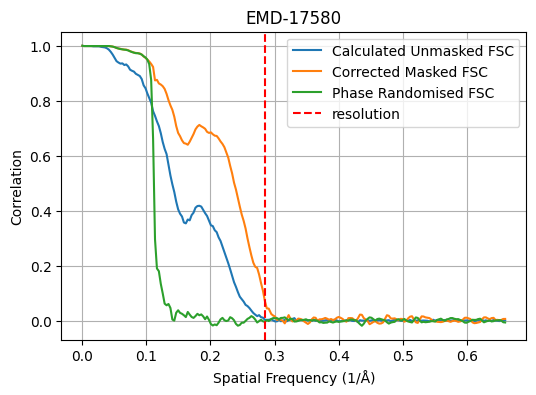 EMD-17580
Calculated Unmasked FSC
Corrected Masked FSC
Phase Randomised FSC
resolution
Correlation
1.0
0.8
0.6
0.4
0.2
0.0
0.0 0.1 0.2 0.3 0.4 0.5 0.6
Spatial Frequency (1/Å)